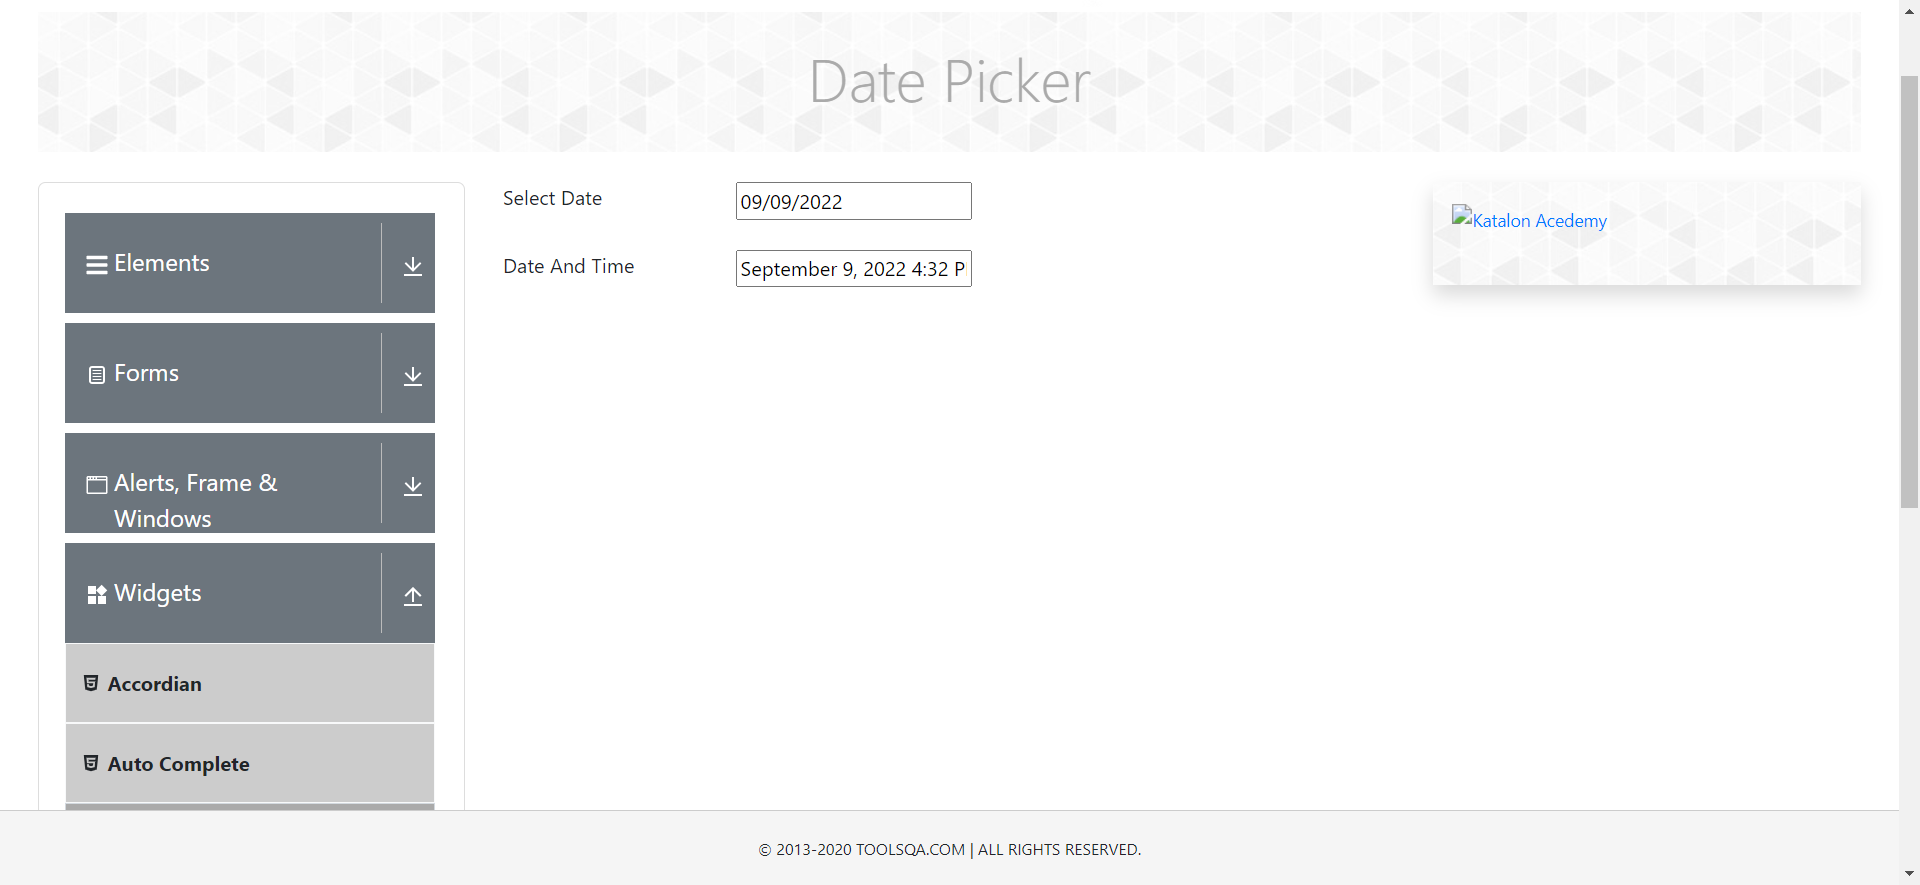 Date Picker
Select Date
09/09/2022
Katalon Acedemy
Elements
Date And Time
September 9, 2022 4:32 P
Forms
Alerts, Frame &
Windows
Widgets
Accordian
Auto Complete
© 2013-2020 TOOLSQA.COM | ALL RIGHTS RESERVED.